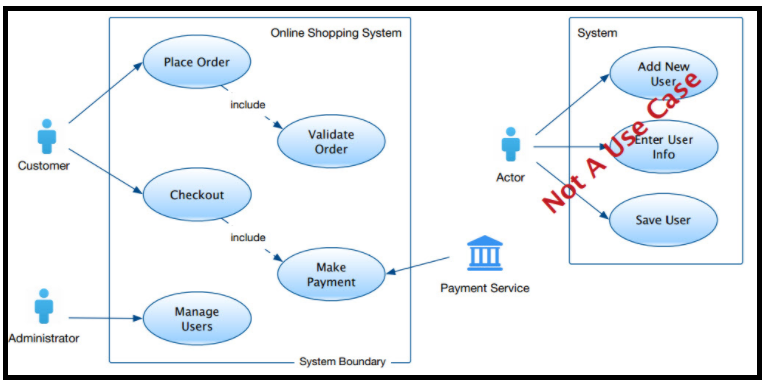 Online Shopping System
Place Order
include
Validate
Order
Customer
Checkout
include
Make
Payment
Payment Service
Manage
Users
Administrator
System Boundary
System
Add New
User
Enter User
Info
Actor
Save User
Not A Use Case